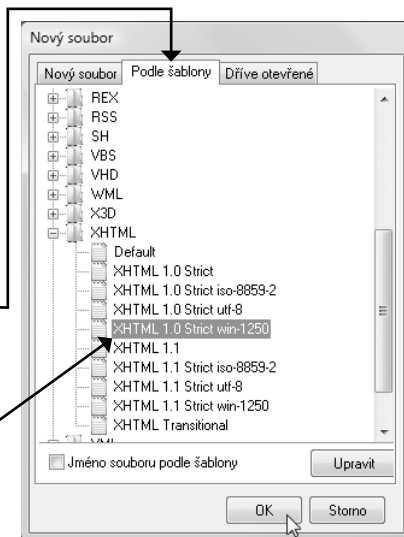 Nový soubor
Nový soubor Podle šablony Dříve otevřené
REX
RSS
SH
VBS
VHD
WML
X3D
XHTML
Default
XHTML 1.0 Strict
XHTML 1.0 Strict iso-8859-2
XHTML 1.0 Strict utf-8
XHTML 1.0 Strict win-1250
XHTML 1.1
XHTML 1.1 Strict iso-8859-2
XHTML 1.1 Strict utf-8
XHTML 1.1 Strict win-1250
XHTML Transitional
Jméno souboru podle šablony Upravit
OK Storno